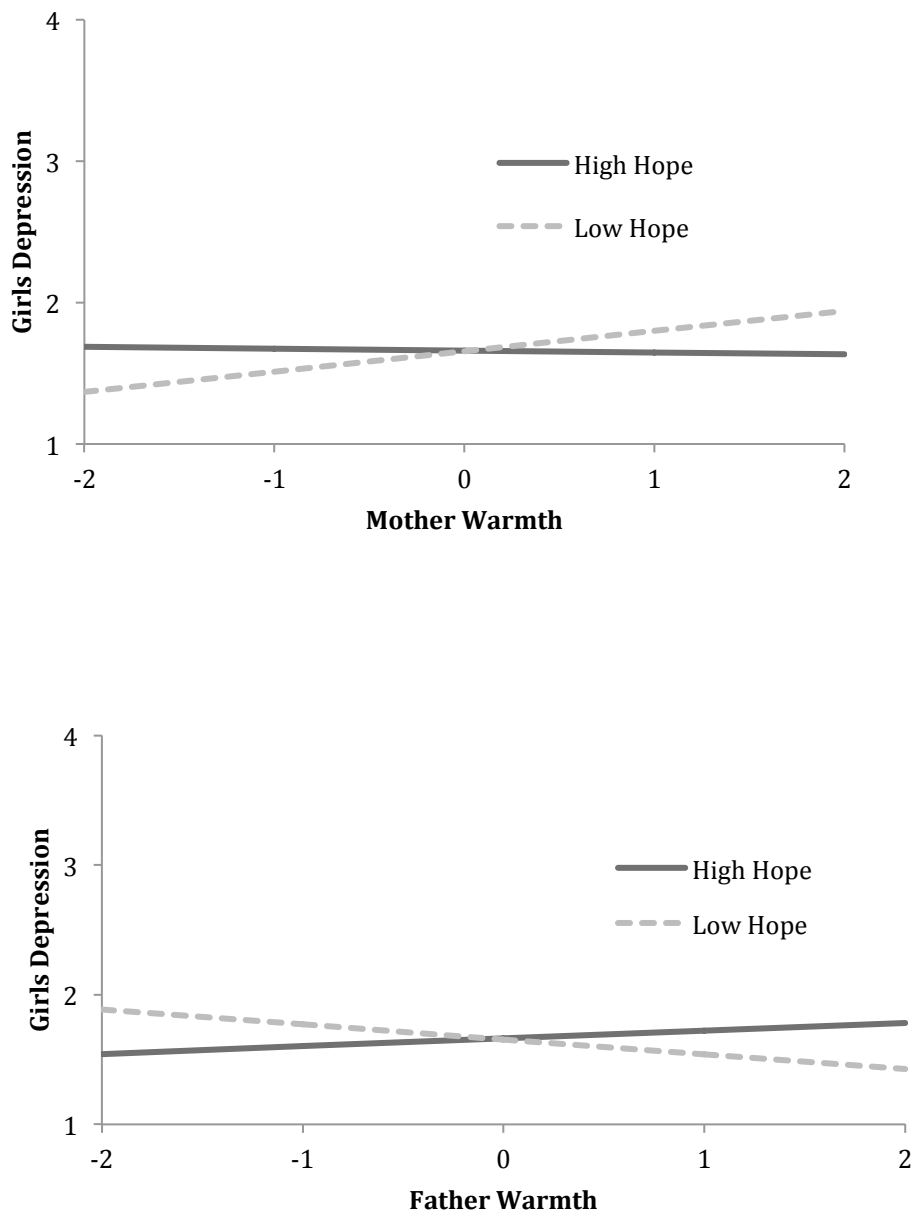 4
3
2
1
Girls Depression
High Hope
Low Hope
-2 -1 0 1 2
Mother Warmth
4
3
2
1
Girls Depression
High Hope
Low Hope
-2 -1 0 1 2
Father Warmth